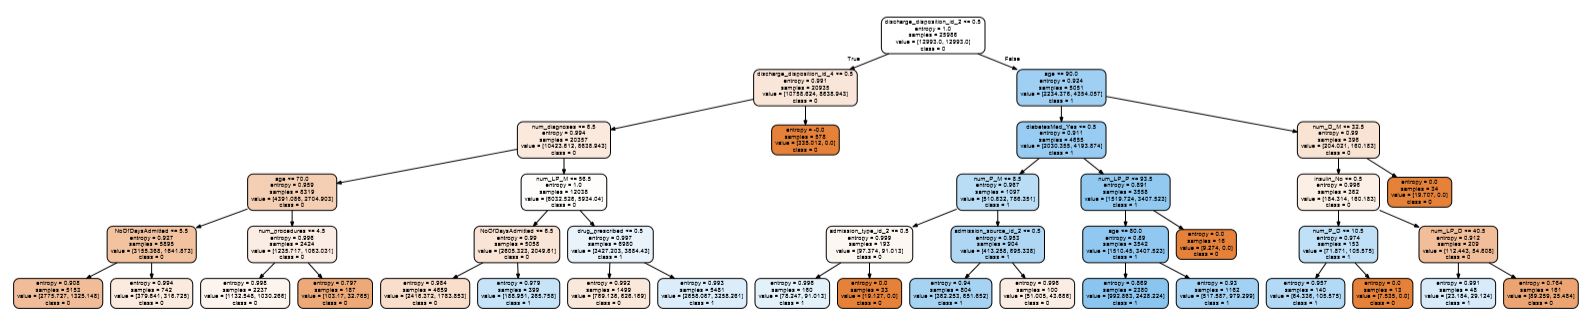 discharge_disposition_id_2 <= 0.5
entropy = 1.0
samples = 25986
value = [12993.0, 12993.0]
class = 0
True
False
discharge_disposition_id_4 <= 0.5
entropy = 0.991
samples = 20935
value = [10758.624, 8638.943]
class = 0
age <= 90.0
entropy = 0.924
samples = 5051
value = [2234.376, 4354.057]
class = 1
num_diagnoses <= 6.5
entropy = 0.994
samples = 20357
value = [10423.612, 8638.943]
class = 0
entropy = -0.0
samples = 578
value = [335.012, 0.0]
class = 0
diabetesMed_Yes <= 0.5
entropy = 0.911
samples = 4655
value = [2030.355, 4193.874]
class = 1
num_O_M <= 32.5
entropy = 0.99
samples = 396
value = [204.021, 160.183]
class = 0
age <= 70.0
entropy = 0.959
samples = 8319
value = [4391.086, 2704.903]
class = 0
num_LP_M <= 56.5
entropy = 1.0
samples = 12038
value = [6032.526, 5934.04]
class = 0
num_P_M <= 8.5
entropy = 0.967
samples = 1097
value = [510.632, 786.351]
class = 1
num_LP_P <= 93.5
entropy = 0.891
samples = 3558
value = [1519.724, 3407.523]
class = 1
insulin_No <= 0.5
entropy = 0.996
samples = 362
value = [184.314, 160.183]
class = 0
entropy = 0.0
samples = 34
value = [19.707, 0.0]
class = 0
NoOfDaysAdmitted <= 5.5
entropy = 0.927
samples = 5895
value = [3155.368, 1641.873]
class = 0
num_procedures <= 4.5
entropy = 0.996
samples = 2424
value = [1235.717, 1063.031]
class = 0
NoOfDaysAdmitted <= 8.5
entropy = 0.99
samples = 5058
value = [2605.323, 2049.61]
class = 0
drug_prescribed <= 0.5
entropy = 0.997
samples = 6980
value = [3427.203, 3884.43]
class = 1
admission_type_id_2 <= 0.5
entropy = 0.999
samples = 193
value = [97.374, 91.013]
class = 0
admission_source_id_2 <= 0.5
entropy = 0.953
samples = 904
value = [413.258, 695.338]
class = 1
age <= 80.0
entropy = 0.89
samples = 3542
value = [1510.45, 3407.523]
class = 1
entropy = 0.0
samples = 16
value = [9.274, 0.0]
class = 0
num_P_O <= 10.5
entropy = 0.974
samples = 153
value = [71.871, 105.575]
class = 1
num_LP_O <= 40.5
entropy = 0.912
samples = 209
value = [112.443, 54.608]
class = 0
entropy = 0.908
samples = 5153
value = [2775.727, 1325.148]
class = 0
entropy = 0.994
samples = 742
value = [379.641, 316.725]
class = 0
entropy = 0.998
samples = 2237
value = [1132.548, 1030.266]
class = 0
entropy = 0.797
samples = 187
value = [103.17, 32.765]
class = 0
entropy = 0.984
samples = 4659
value = [2416.372, 1763.853]
class = 0
entropy = 0.979
samples = 399
value = [188.951, 285.758]
class = 1
entropy = 0.992
samples = 1499
value = [769.136, 626.169]
class = 0
entropy = 0.993
samples = 5481
value = [2658.067, 3258.261]
class = 1
entropy = 0.996
samples = 160
value = [78.247, 91.013]
class = 1
entropy = 0.0
samples = 33
value = [19.127, 0.0]
class = 0
entropy = 0.94
samples = 804
value = [362.253, 651.652]
class = 1
entropy = 0.996
samples = 100
value = [51.005, 43.686]
class = 0
entropy = 0.869
samples = 2380
value = [992.863, 2428.224]
class = 1
entropy = 0.93
samples = 1162
value = [517.587, 979.299]
class = 1
entropy = 0.957
samples = 140
value = [64.336, 105.575]
class = 1
entropy = 0.0
samples = 13
value = [7.535, 0.0]
class = 0
entropy = 0.991
samples = 48
value = [23.184, 29.124]
class = 1
entropy = 0.764
samples = 161
value = [89.259, 25.484]
class = 0